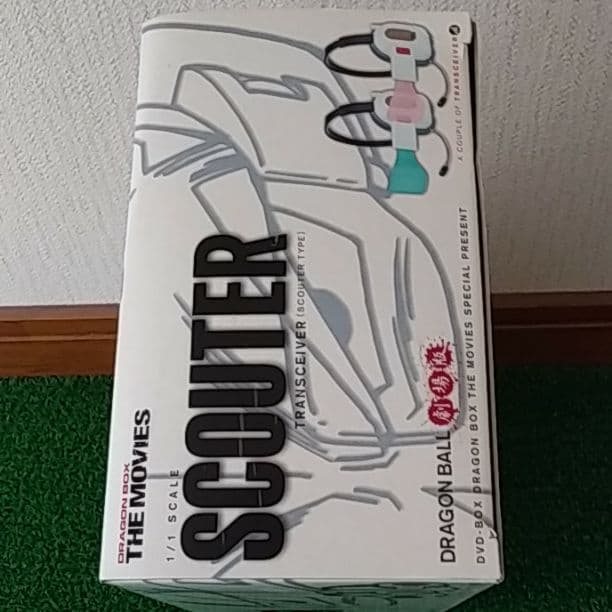 DRAGON BOX
THE MOVIES
1/1 SCALE
SCOUTER
TRANSCEIVER (SCOUTER TYPE)
DRAGON BALL 劇場版
DVD-BOX DRAGON BOX THE MOVIES SPECIAL PRESENT
A COUPLE OF TRANSCEIVER